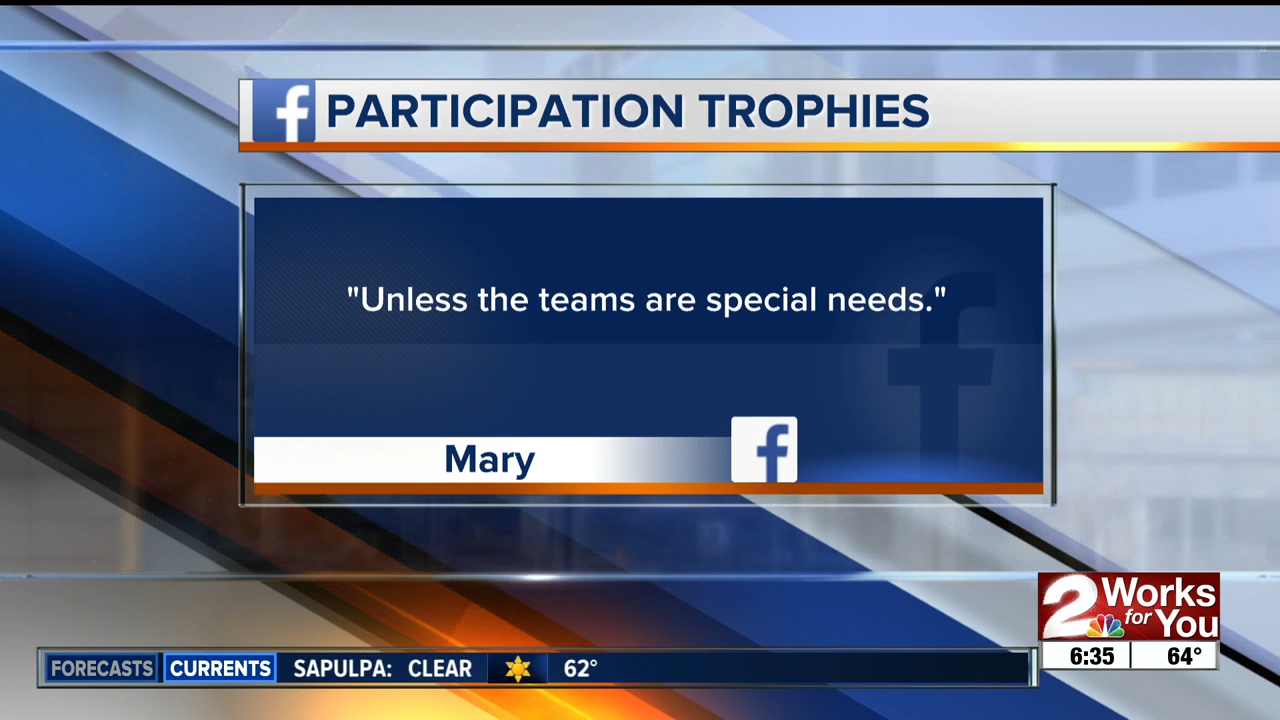 f PARTICIPATION TROPHIES
"Unless the teams are special needs."
Mary f
2 Works for You
6:35 64°
FORECASTS CURRENTS SAPULPA: CLEAR 62°